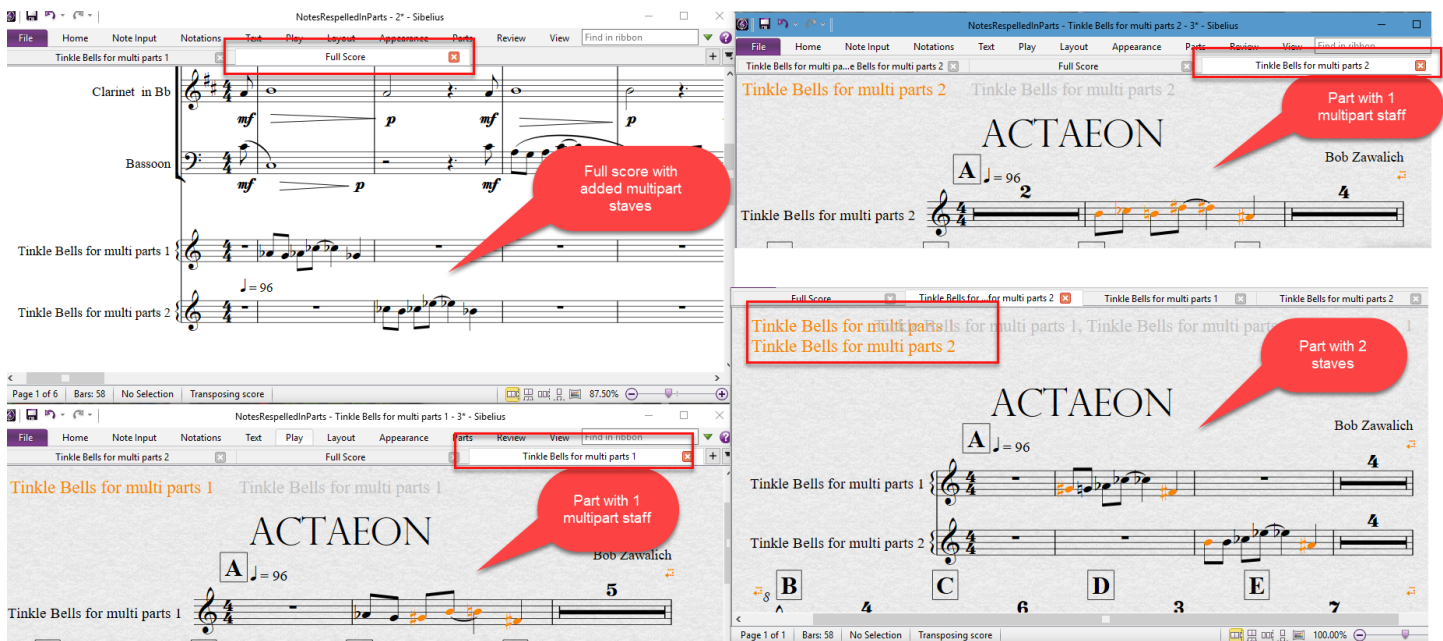 NotesRespelledInParts - 2* - Sibelius
File Home Note Input Notations Text Play Layout Appearance Parts Review View Find in ribbon
Tinkle Bells for multi parts 1 Full Score
Clarinet in Bb
mf p mf p
Bassoon
mf p mf
Full score with
added multipart
staves
Tinkle Bells for multi parts 1
= 96
Tinkle Bells for multi parts 2
Page 1 of 6 Bars: 58 No Selection Transposing score 87.50%
NotesRespelledInParts - Tinkle Bells for multi parts 1 - 3* - Sibelius
File Home Note Input Notations Text Play Layout Appearance Parts Review View Find in ribbon
Tinkle Bells for multi parts 2 Full Score Tinkle Bells for multi parts 1
Tinkle Bells for multi parts 1 Tinkle Bells for multi parts 1
Part with 1
multipart staff
ACTAEON
Bob Zawalich
A = 96
5
Tinkle Bells for multi parts 1
NotesRespelledInParts - Tinkle Bells for multi parts 2 - 3* - Sibelius
File Home Note Input Notations Text Play Layout Appearance Parts Review View Find in ribbon
Tinkle Bells for multi pa...e Bells for multi parts 2 Full Score Tinkle Bells for multi parts 2
Tinkle Bells for multi parts 2 Tinkle Bells for multi parts 2
Part with 1
multipart staff
ACTAEON
Bob Zawalich
A = 96
2 4
Tinkle Bells for multi parts 2
Full Score Tinkle Bells for ...for multi parts 2 Tinkle Bells for multi parts 1 Tinkle Bells for multi parts 2
Tinkle Bells for multi parts 1 Tinkle Bells for multi parts 1, Tinkle Bells for multi parts 1
Tinkle Bells for multi parts 2
Part with 2
staves
ACTAEON
Bob Zawalich
A = 96
4
Tinkle Bells for multi parts 1
4
Tinkle Bells for multi parts 2
B C D E
8 4 6 3 7
Page 1 of 1 Bars: 58 No Selection Transposing score 100.00%